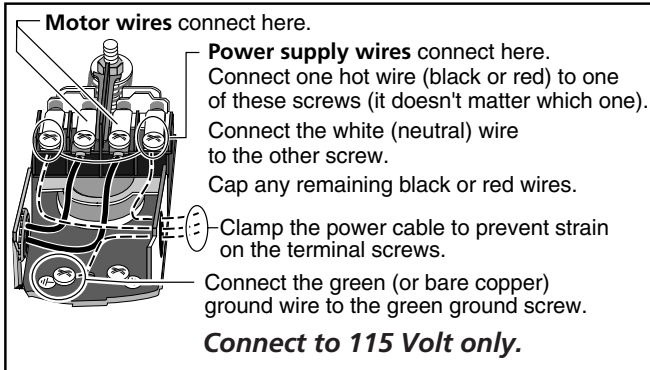 Motor wires connect here.
Power supply wires connect here.
Connect one hot wire (black or red) to one
of these screws (it doesn't matter which one).
Connect the white (neutral) wire
to the other screw.
Cap any remaining black or red wires.
Clamp the power cable to prevent strain
on the terminal screws.
Connect the green (or bare copper)
ground wire to the green ground screw.
Connect to 115 Volt only.